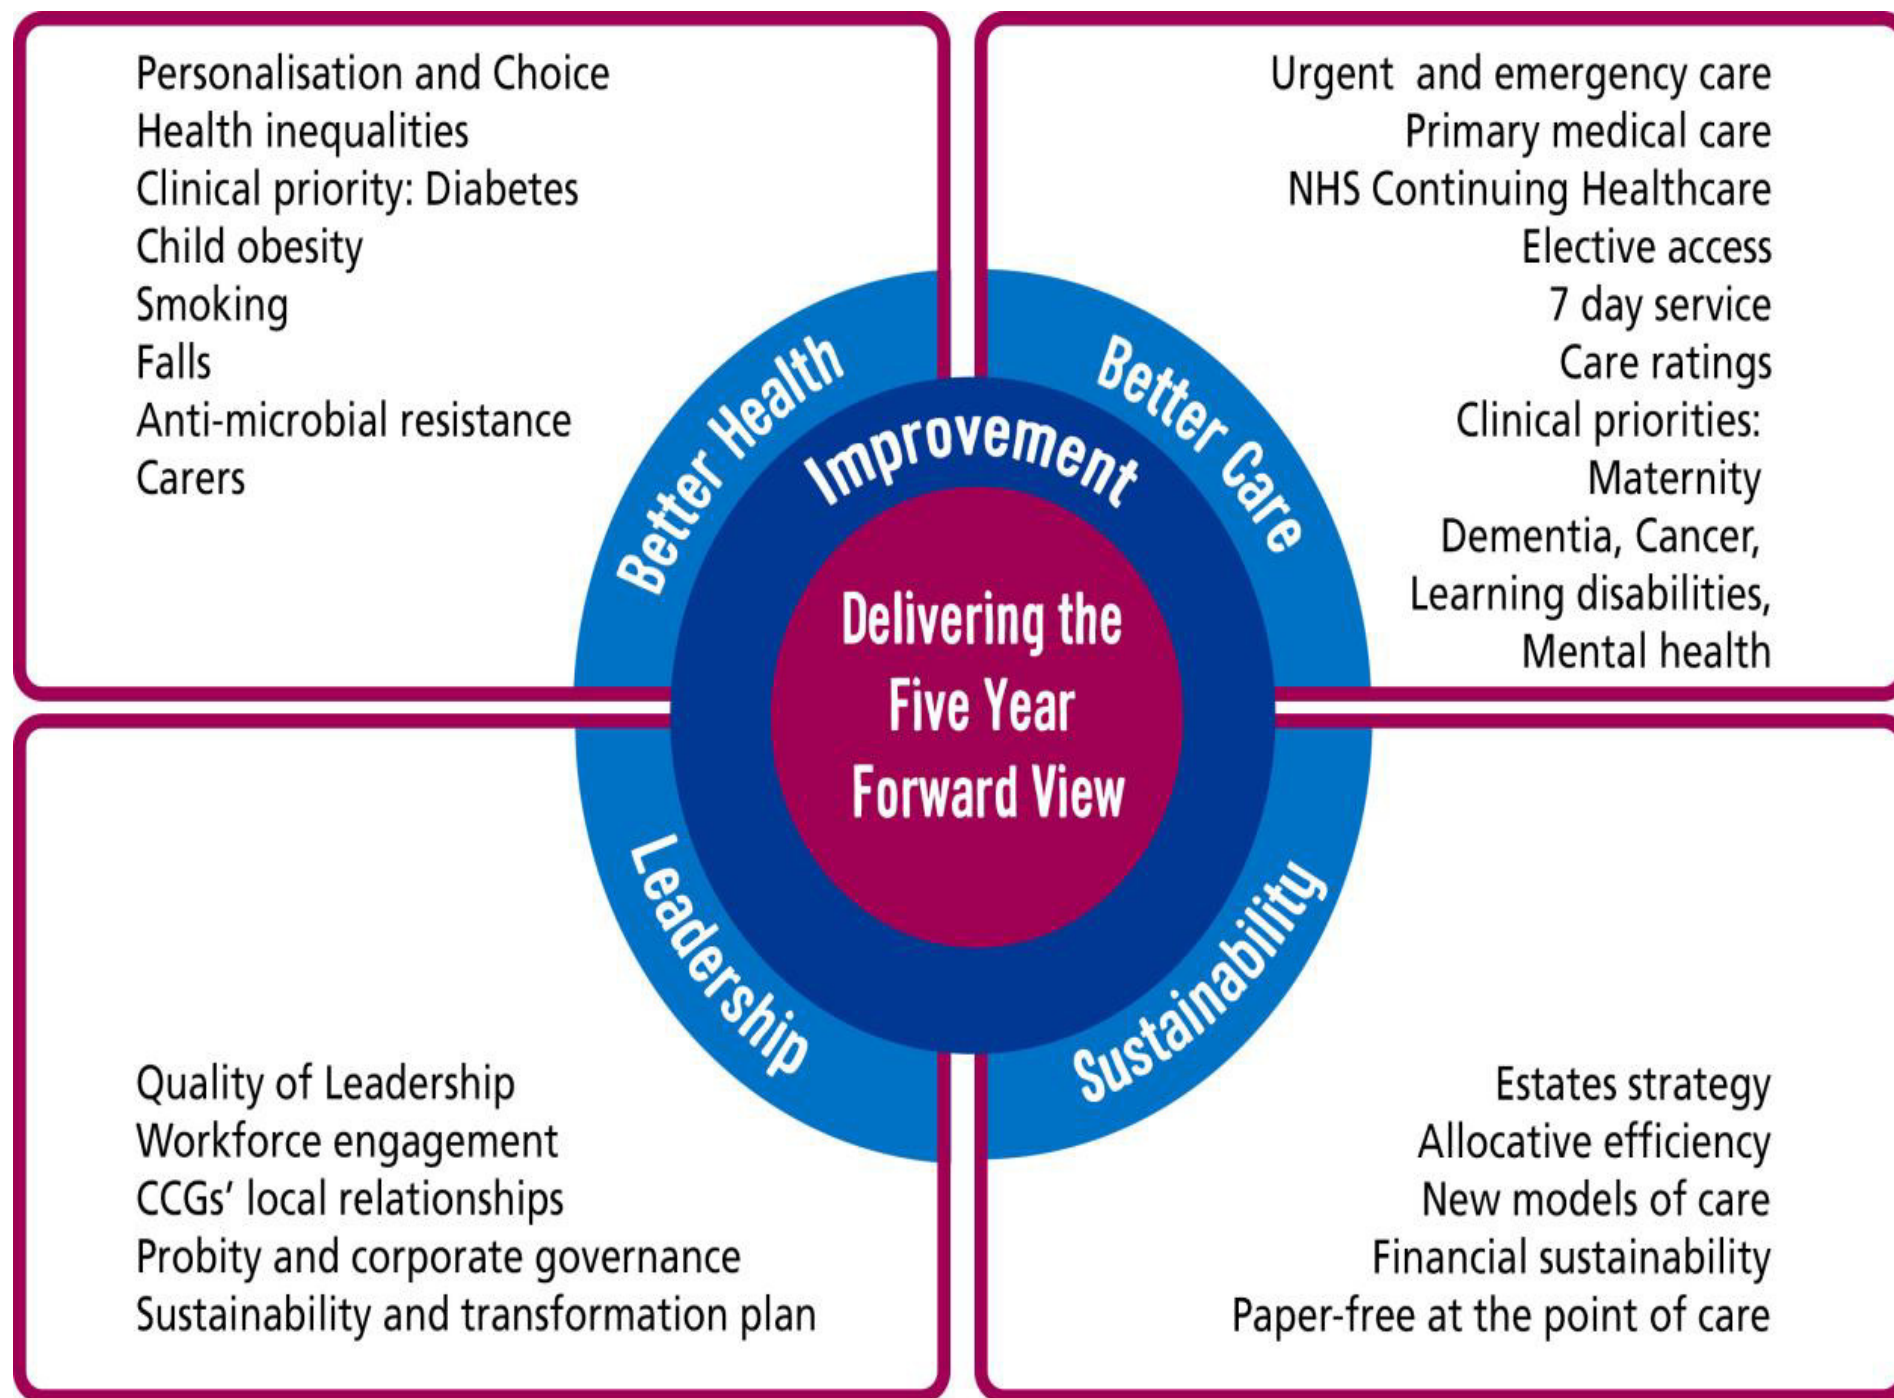 Personalisation and Choice
Health inequalities
Clinical priority: Diabetes
Child obesity
Smoking
Falls
Anti-microbial resistance
Carers
Urgent and emergency care
Primary medical care
NHS Continuing Healthcare
Elective access
7 day service
Care ratings
Clinical priorities:
Maternity
Dementia, Cancer,
Learning disabilities,
Mental health
Better Health
Better Care
Improvement
Delivering the
Five Year
Forward View
Leadership
Sustainability
Quality of Leadership
Workforce engagement
CCGs’ local relationships
Probity and corporate governance
Sustainability and transformation plan
Estates strategy
Allocative efficiency
New models of care
Financial sustainability
Paper-free at the point of care